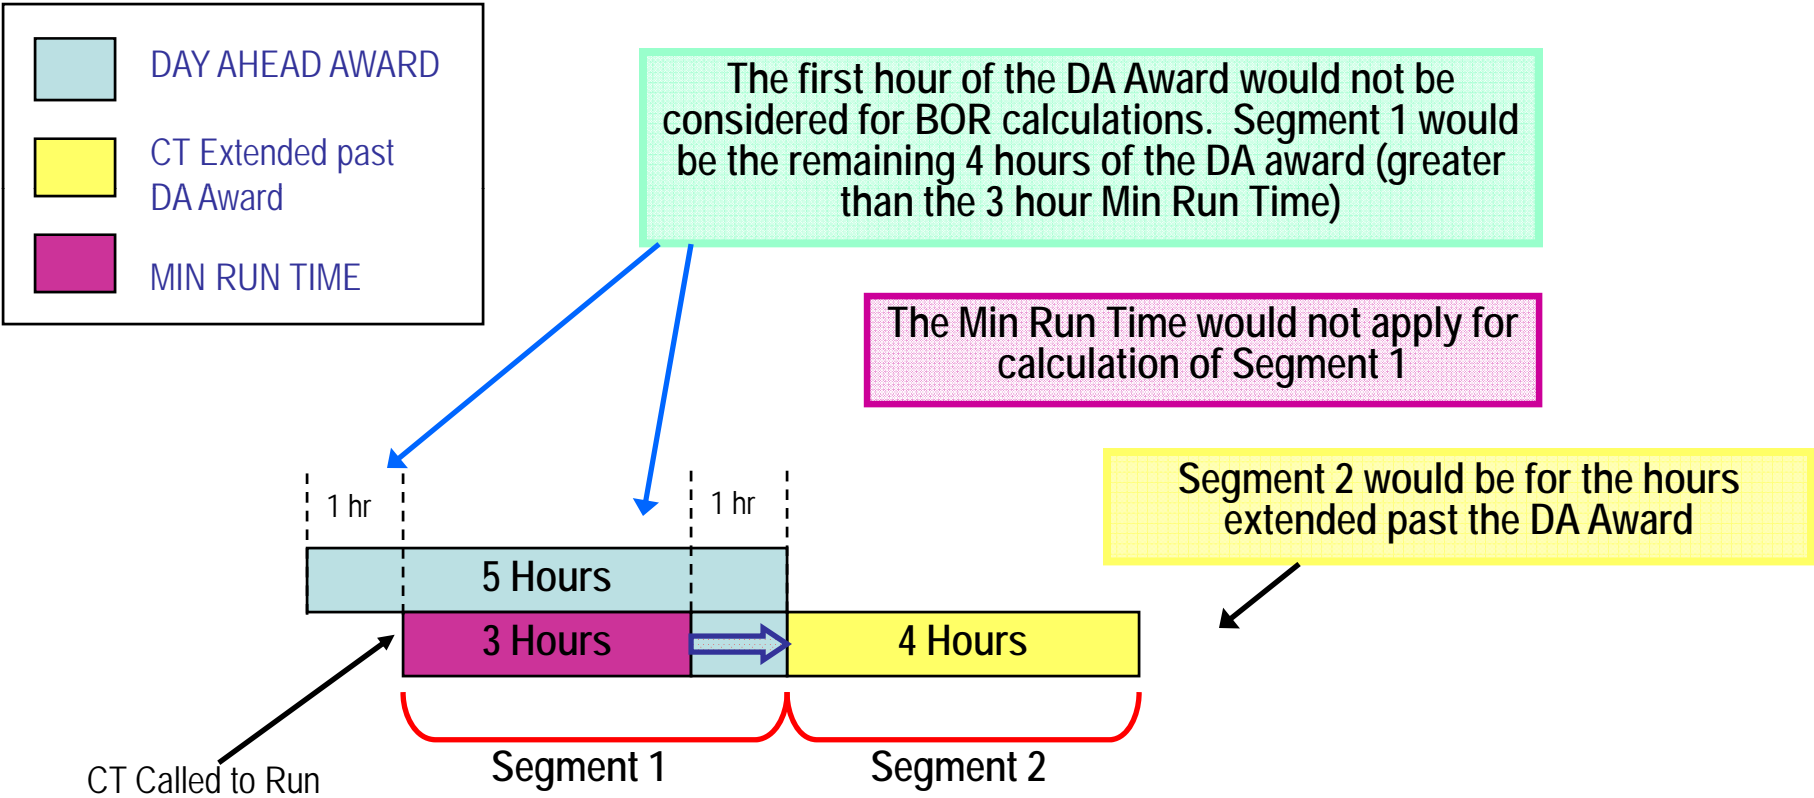 DAY AHEAD AWARD
CT Extended past
DA Award
MIN RUN TIME
The first hour of the DA Award would not be
considered for BOR calculations. Segment 1 would
be the remaining 4 hours of the DA award (greater
than the 3 hour Min Run Time)
The Min Run Time would not apply for
calculation of Segment 1
Segment 2 would be for the hours
extended past the DA Award
1 hr
1 hr
5 Hours
3 Hours
4 Hours
Segment 1
Segment 2
CT Called to Run